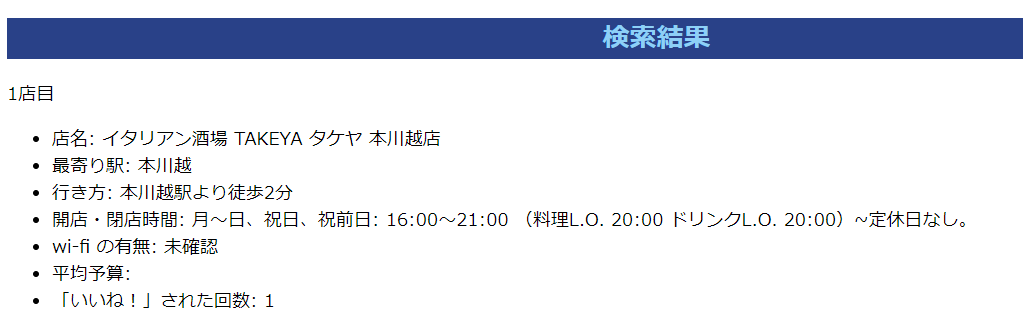 検索結果
1店目
店名: イタリアン酒場 TAKEYA タケヤ 本川越店
最寄り駅: 本川越
行き方: 本川越駅より徒歩2分
開店・閉店時間: 月～日、祝日、祝前日: 16:00～21:00 （料理L.O. 20:00 ドリンクL.O. 20:00）~定休日なし。
wi-fi の有無: 未確認
平均予算:
「いいね！」された回数: 1